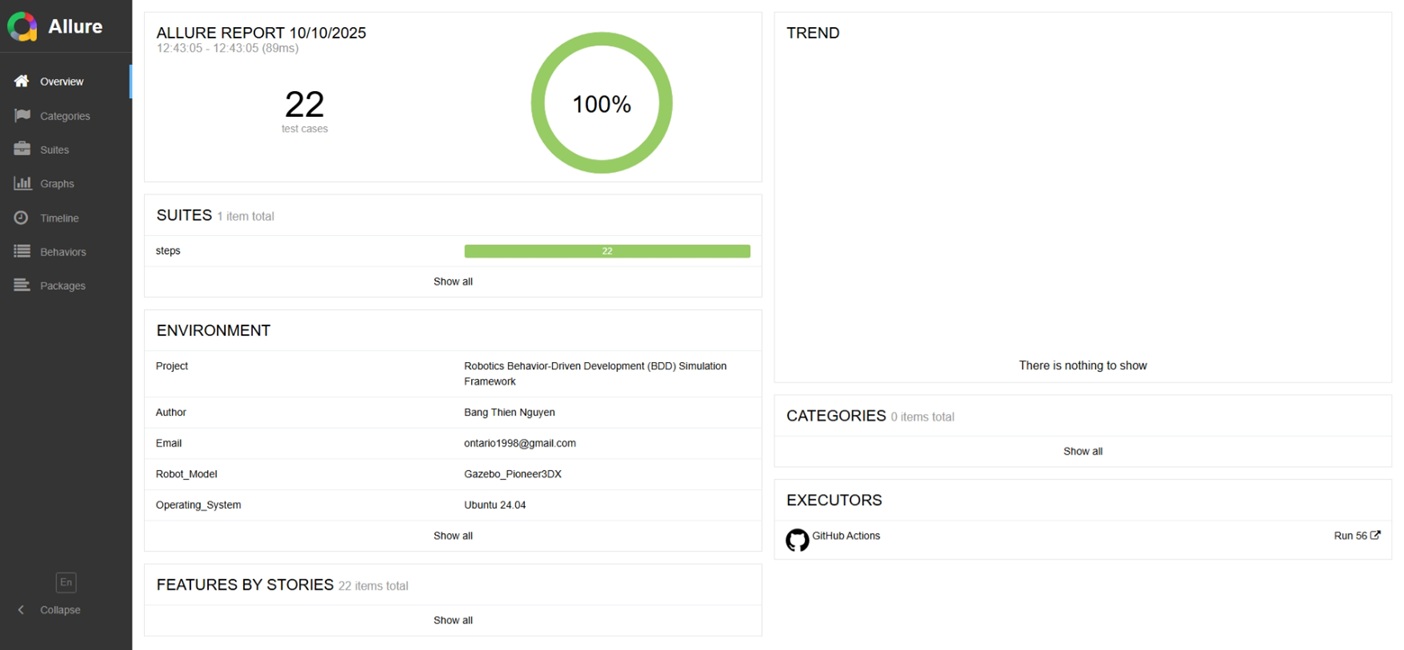 Allure
Overview
Categories
Suites
Graphs
Timeline
Behaviors
Packages
En
Collapse
ALLURE REPORT 10/10/2025
12:43:05 - 12:43:05 (89ms)
22
test cases
100%
SUITES 1 item total
steps 22
Show all
ENVIRONMENT
Project Robotics Behavior-Driven Development (BDD) Simulation
Framework
Author Bang Thien Nguyen
Email ontario1998@gmail.com
Robot_Model Gazebo_Pioneer3DX
Operating_System Ubuntu 24.04
Show all
FEATURES BY STORIES 22 items total
Show all
TREND
There is nothing to show
CATEGORIES 0 items total
Show all
EXECUTORS
GitHub Actions Run 56